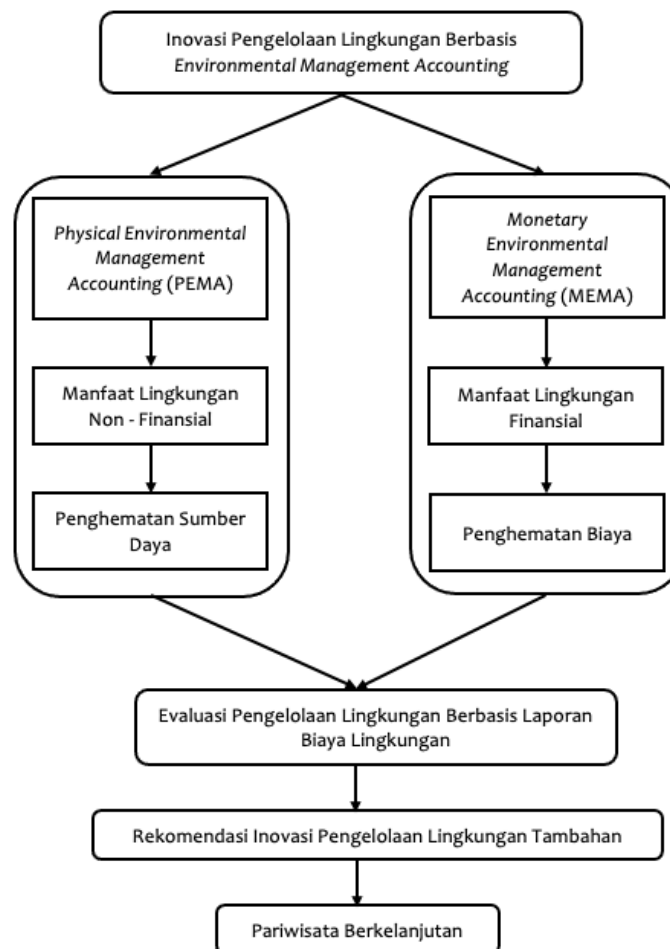 Inovasi Pengelolaan Lingkungan Berbasis
Environmental Management Accounting
Physical Environmental
Management
Accounting (PEMA)
Manfaat Lingkungan
Non - Finansial
Penghematan Sumber
Daya
Monetary
Environmental
Management
Accounting (MEMA)
Manfaat Lingkungan
Finansial
Penghematan Biaya
Evaluasi Pengelolaan Lingkungan Berbasis Laporan
Biaya Lingkungan
Rekomendasi Inovasi Pengelolaan Lingkungan Tambahan
Pariwisata Berkelanjutan